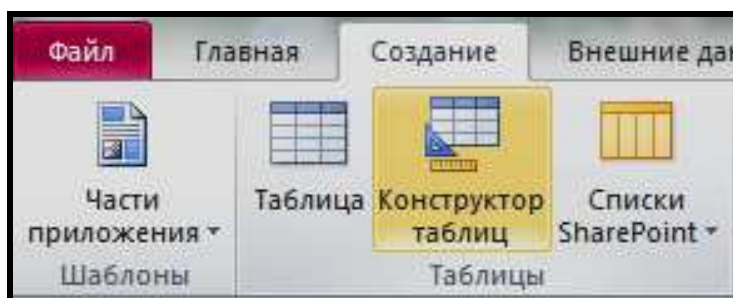 Файл Главная Создание Внешние
Части приложения
Таблица
Конструктор таблиц
Списки SharePoint
Шаблоны
Таблицы